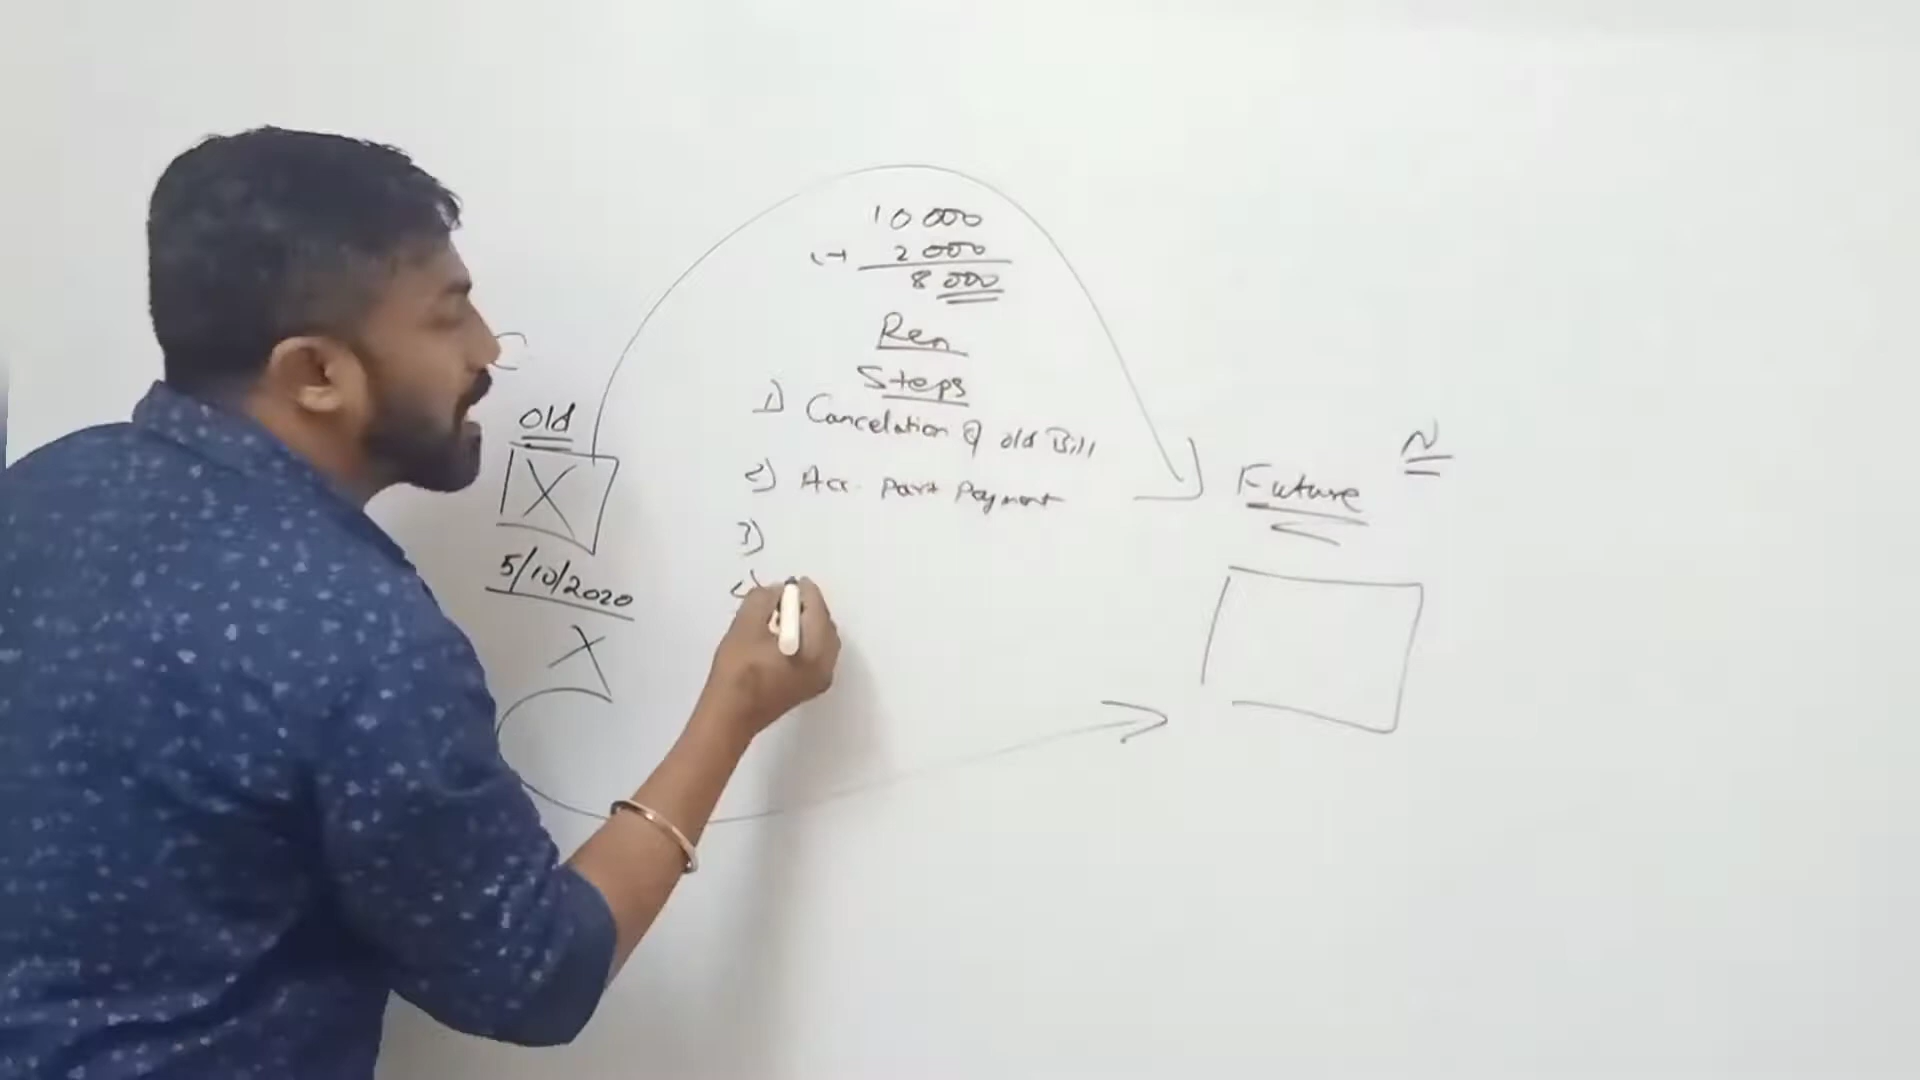 10000
(-) 2000
8000
Ren
Steps
1) Cancelation of old Bill
2) Acc. Part Payment
3)
4)
old
X
5/10/2020
X
Future
N